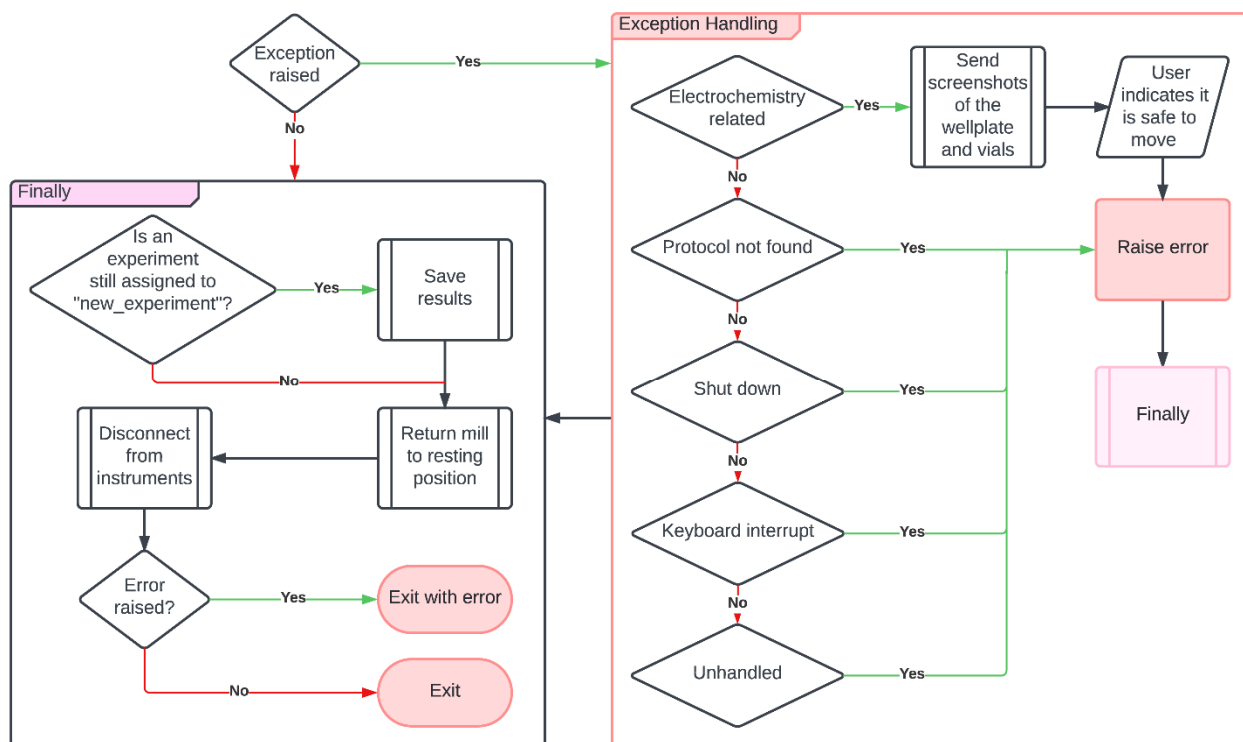 Exception
raised
Yes
No
Finally
Is an
experiment
still assigned to
"new_experiment"?
Yes
Save
results
No
Disconnect
from
instruments
Return mill
to resting
position
Error
raised?
Yes
Exit with error
No
Exit
Exception Handling
Electrochemistry
related
Yes
Send
screenshots
of the
wellplate
and vials
User
indicates it
is safe to
move
No
Protocol not found
Yes
Raise error
No
Shut down
Yes
Finally
No
Keyboard interrupt
Yes
No
Unhandled
Yes